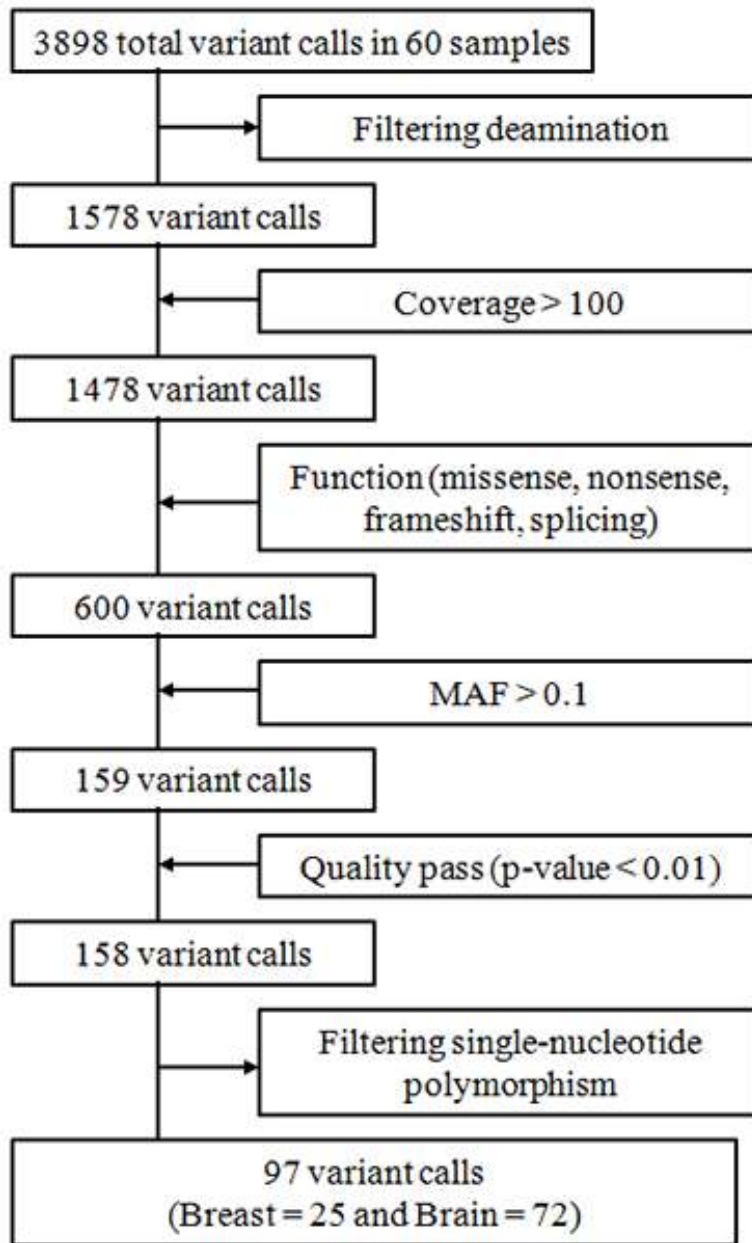 3898 total variant calls in 60 samples
Filtering deamination
1578 variant calls
Coverage > 100
1478 variant calls
Function (missense, nonsense,
frameshift, splicing)
600 variant calls
MAF > 0.1
159 variant calls
Quality pass (p-value < 0.01)
158 variant calls
Filtering single-nucleotide
polymorphism
97 variant calls
(Breast = 25 and Brain = 72)